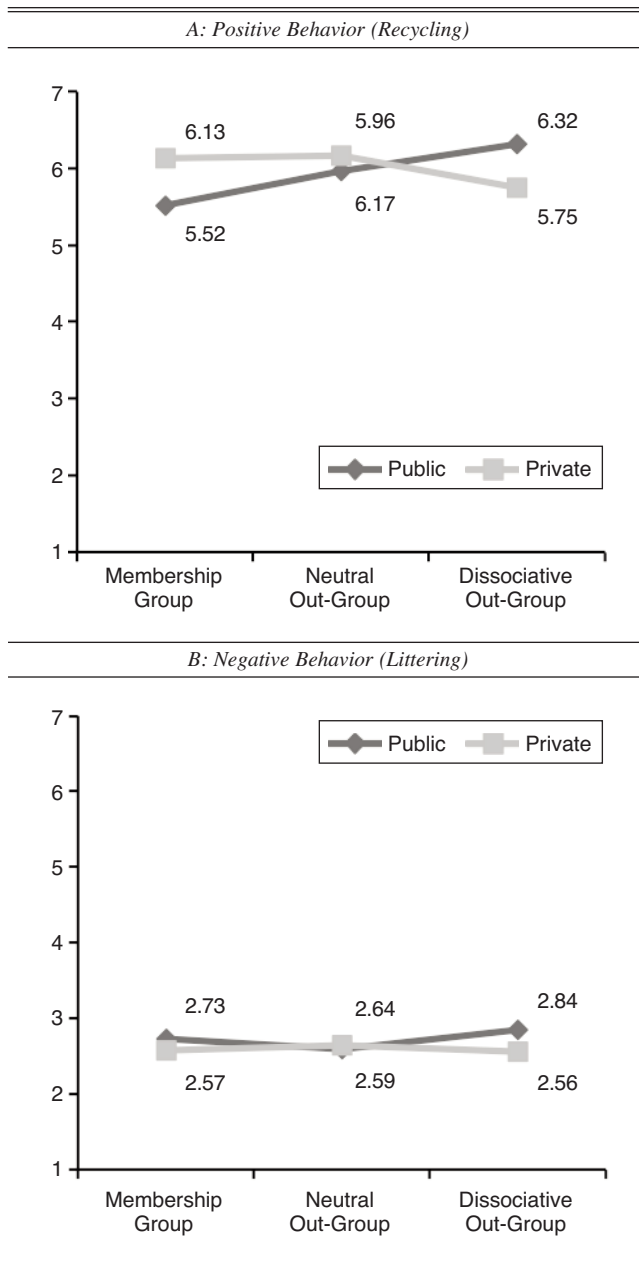 A: Positive Behavior (Recycling)
7
6.13
5.96
6.32
6
5.52
6.17
5.75
5
4
3
Public
Private
2
1
Membership
Group
Neutral
Out-Group
Dissociative
Out-Group
B: Negative Behavior (Littering)
7
Public
Private
6
5
4
3
2.73
2.64
2.84
2.57
2.59
2.56
2
1
Membership
Group
Neutral
Out-Group
Dissociative
Out-Group